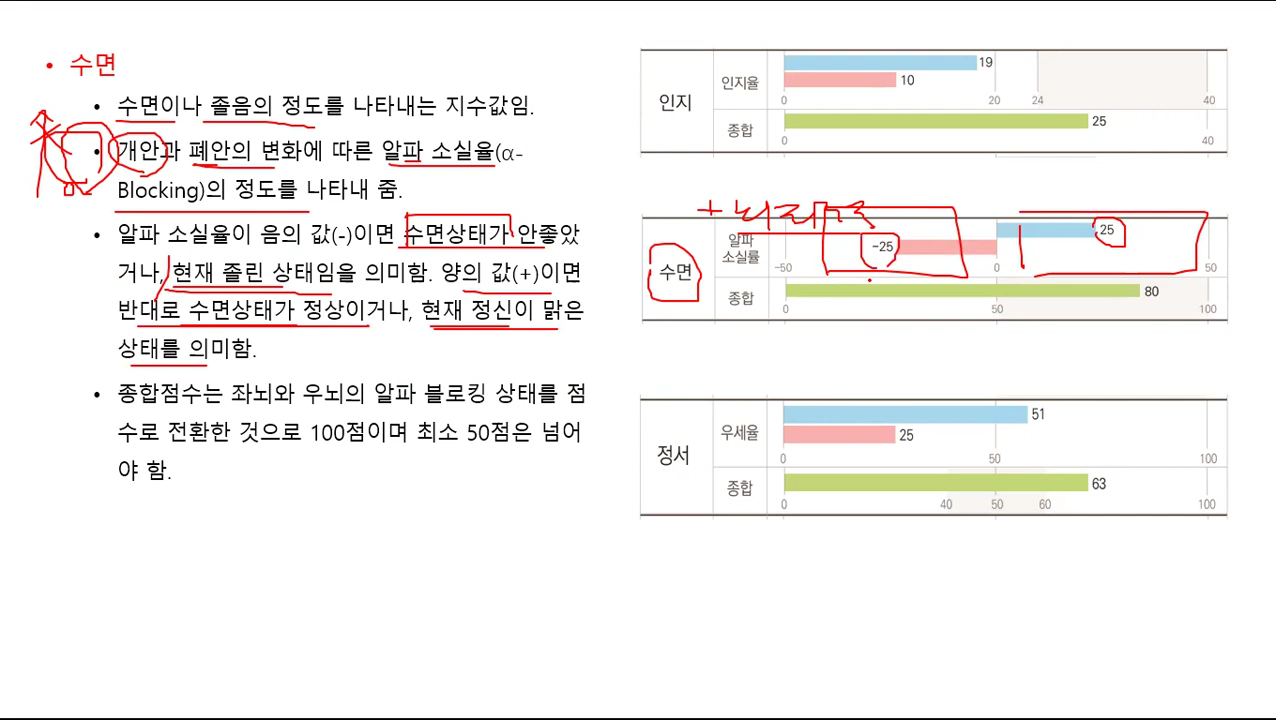 • 수면
• 수면이나 졸음의 정도를 나타내는 지수값임.
• 개안과 폐안의 변화에 따른 알파 소실율(α-
Blocking)의 정도를 나타내 줌.
• 알파 소실율이 음의 값(-)이면 수면상태가 안좋았
거나, 현재 졸린 상태임을 의미함. 양의 값(+)이면
반대로 수면상태가 정상이거나, 현재 정신이 맑은
상태를 의미함.
• 종합점수는 좌뇌와 우뇌의 알파 블로킹 상태를 점
수로 전환한 것으로 100점이며 최소 50점은 넘어
야 함.
인지
인지율
19
10
0 20 24 40
종합
25
0 40
수면
알파
소실률
-25
25
-50 0 50
종합
80
0 50 100
정서
우세율
51
25
0 50 100
종합
63
0 40 50 60 100